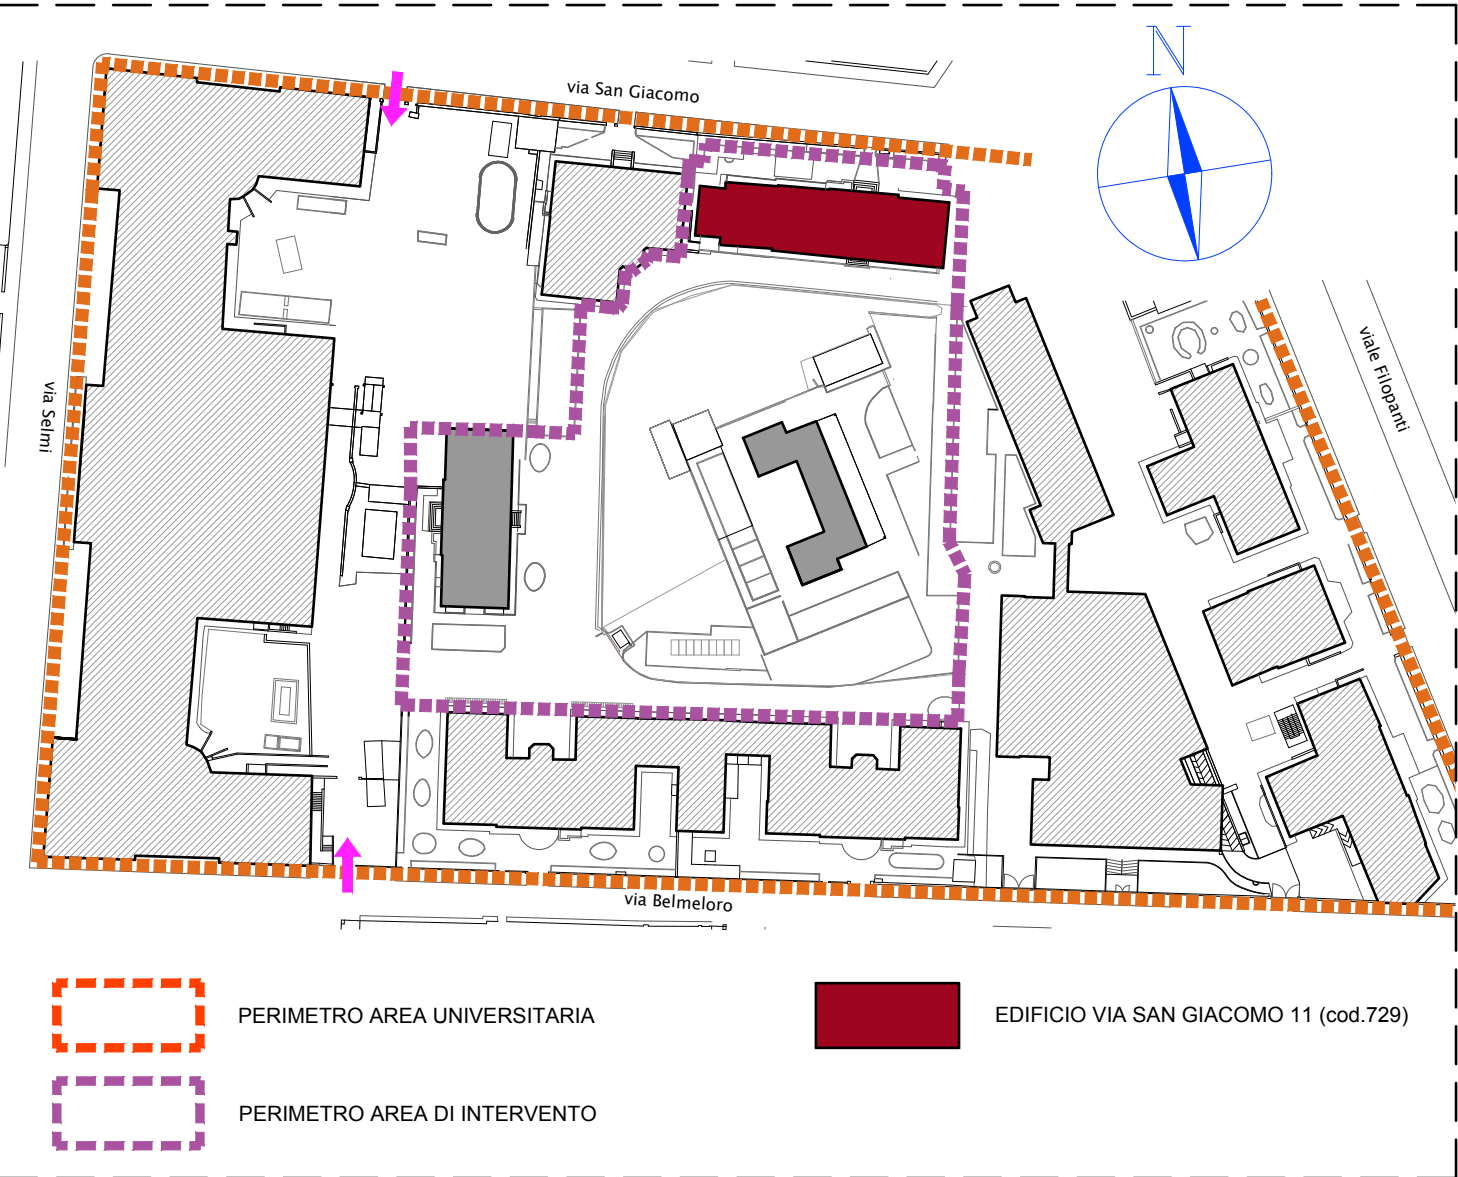 N
via San Giacomo
viale Filopanti
via Selmi
via Belmeloro
PERIMETRO AREA UNIVERSITARIA
EDIFICIO VIA SAN GIACOMO 11 (cod.729)
PERIMETRO AREA DI INTERVENTO